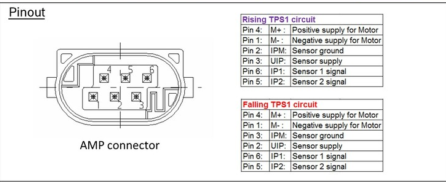 Pinout
4 5 6
1 2 3
AMP connector
Rising TPS1 circuit
Pin 4: M+ : Positive supply for Motor
Pin 1: M- : Negative supply for Motor
Pin 2: IPM: Sensor ground
Pin 3: UIP: Sensor supply
Pin 6: IP1: Sensor 1 signal
Pin 5: IP2: Sensor 2 signal
Falling TPS1 circuit
Pin 4: M+ : Positive supply for Motor
Pin 1: M- : Negative supply for Motor
Pin 3: IPM: Sensor ground
Pin 2: UIP: Sensor supply
Pin 6: IP1: Sensor 1 signal
Pin 5: IP2: Sensor 2 signal